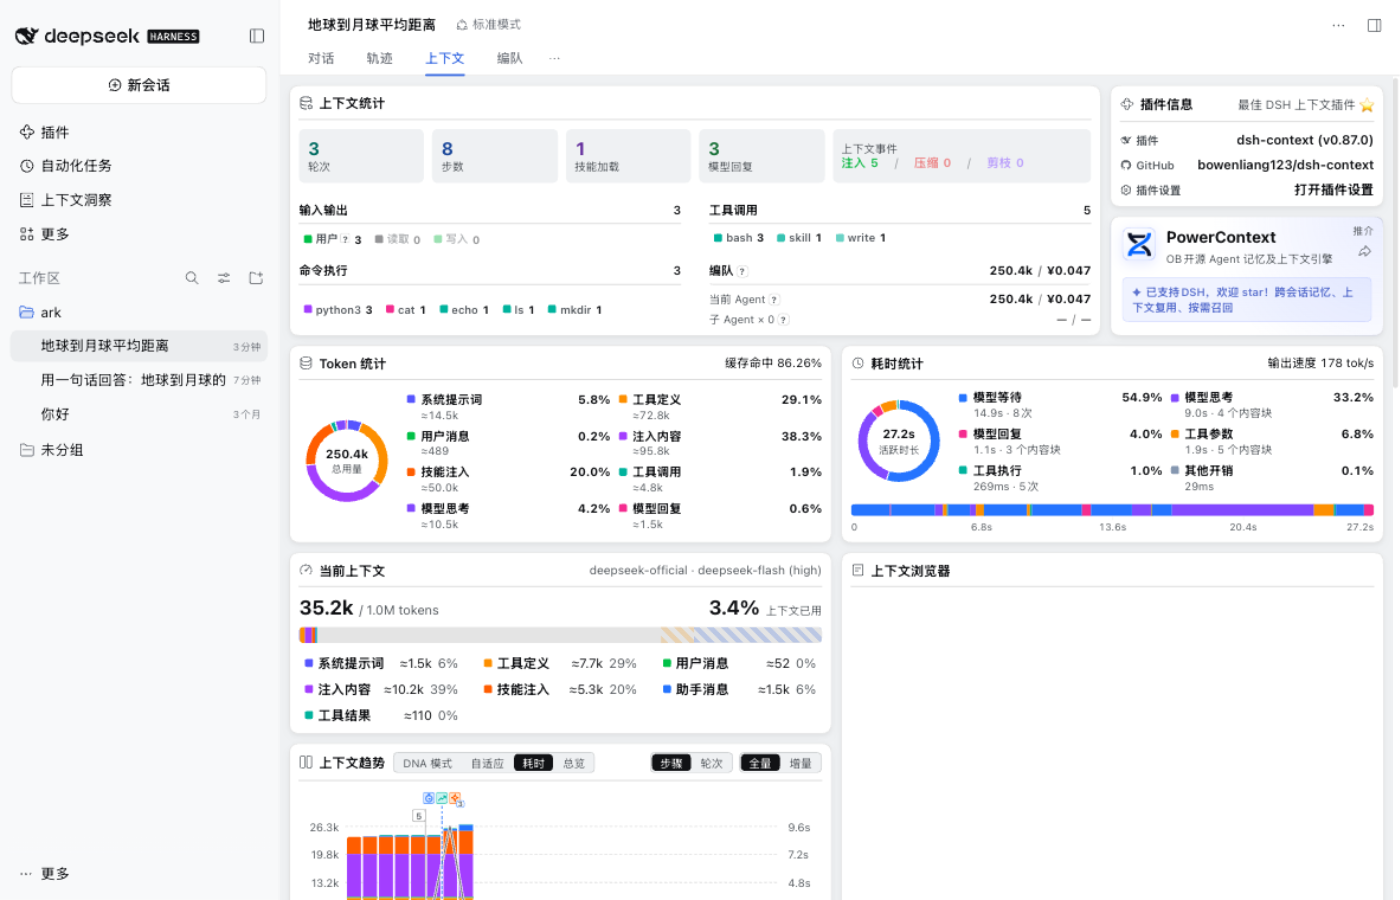 deepseek HARNESS
新会话
插件
自动化任务
上下文洞察
更多
工作区
ark
地球到月球平均距离 3分钟
用一句话回答：地球到月球的 7分钟
你好 3个月
未分组
更多
地球到月球平均距离 标准模式
对话 轨迹 上下文 编队
上下文统计
3
轮次
8
步数
1
技能加载
3
模型回复
上下文事件
注入 5 / 压缩 0 / 剪枝 0
输入输出 3
用户 ? 3 读取 0 写入 0
命令执行 3
python3 3 cat 1 echo 1 ls 1 mkdir 1
工具调用 5
bash 3 skill 1 write 1
编队 ? 250.4k / ¥0.047
当前 Agent ? 250.4k / ¥0.047
子 Agent × 0 ? — / —
插件信息 最佳 DSH 上下文插件 ⭐
插件 dsh-context (v0.87.0)
GitHub bowenliang123/dsh-context
插件设置 打开插件设置
PowerContext 推介
OB 开源 Agent 记忆及上下文引擎
✦ 已支持 DSH，欢迎 star！跨会话记忆、上
下文复用、按需召回
Token 统计 缓存命中 86.26%
250.4k
总用量
系统提示词 5.8%
≈14.5k
工具定义 29.1%
≈72.8k
用户消息 0.2%
≈489
注入内容 38.3%
≈95.8k
技能注入 20.0%
≈50.0k
工具调用 1.9%
≈4.8k
模型思考 4.2%
≈10.5k
模型回复 0.6%
≈1.5k
耗时统计 输出速度 178 tok/s
27.2s
活跃时长
模型等待 54.9%
14.9s · 8次
模型思考 33.2%
9.0s · 4 个内容块
模型回复 4.0%
1.1s · 3 个内容块
工具参数 6.8%
1.9s · 5 个内容块
工具执行 1.0%
269ms · 5次
其他开销 0.1%
29ms
0 6.8s 13.6s 20.4s 27.2s
当前上下文 deepseek-official · deepseek-flash (high)
35.2k / 1.0M tokens 3.4% 上下文已用
系统提示词 ≈1.5k 6% 工具定义 ≈7.7k 29% 用户消息 ≈52 0%
注入内容 ≈10.2k 39% 技能注入 ≈5.3k 20% 助手消息 ≈1.5k 6%
工具结果 ≈110 0%
上下文浏览器
上下文趋势 DNA 模式 自适应 耗时 总览 步骤 轮次 全量 增量
5
26.3k 9.6s
19.8k 7.2s
13.2k 4.8s